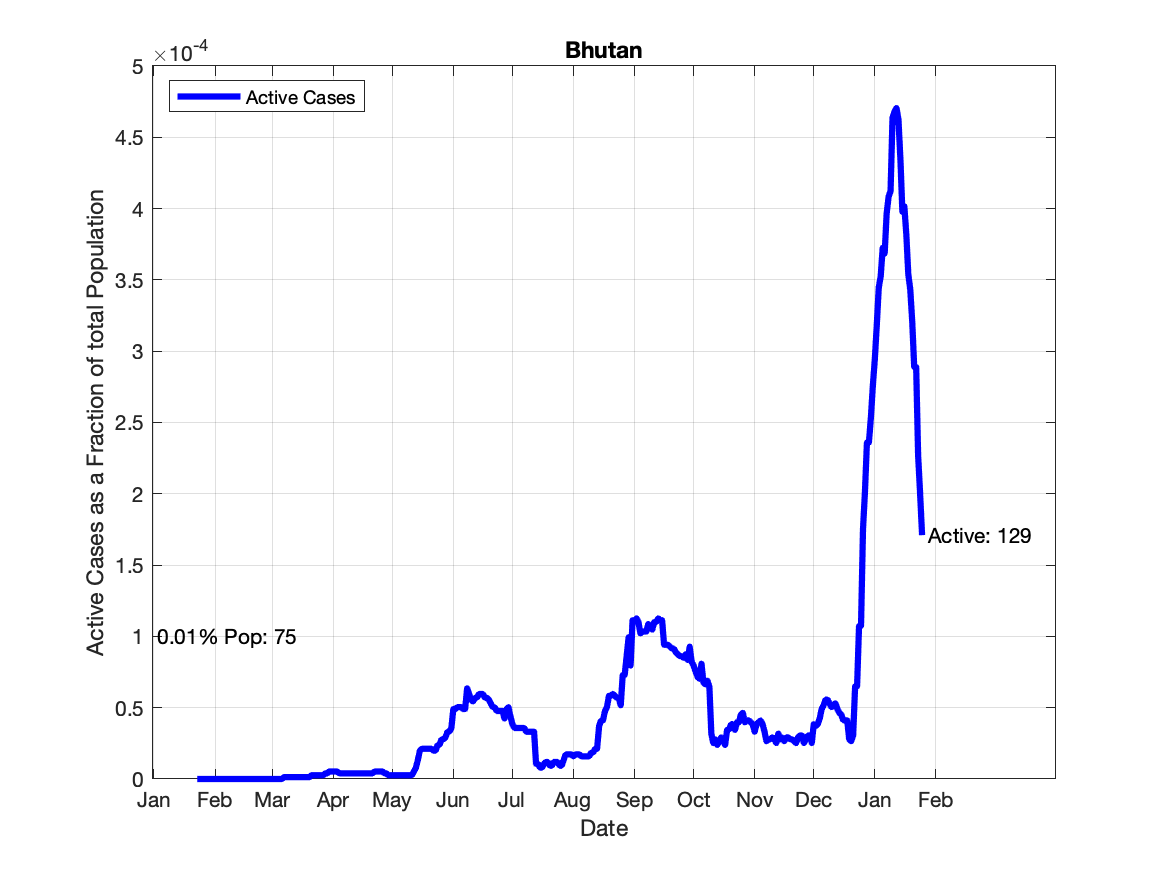 Bhutan
×10-4
5
4.5
4
3.5
3
2.5
2
1.5
1
0.5
0
Active Cases as a Fraction of total Population
Active Cases
0.01% Pop: 75
Active: 129
Jan Feb Mar Apr May Jun Jul Aug Sep Oct Nov Dec Jan Feb
Date